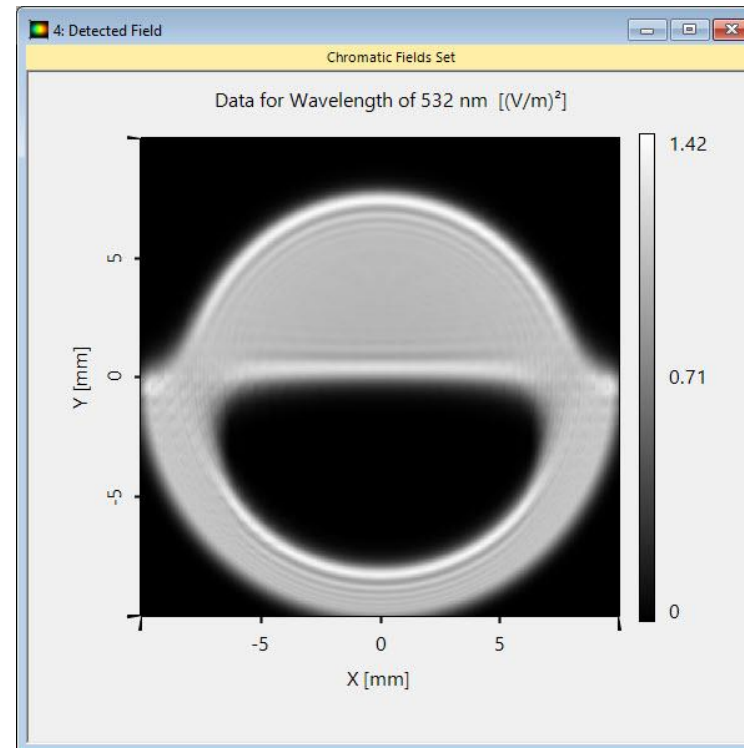 4: Detected Field
Chromatic Fields Set
Data for Wavelength of 532 nm  [(V/m)²]
1.42
0.71
0
5
0
-5
Y [mm]
-5 0 5
X [mm]